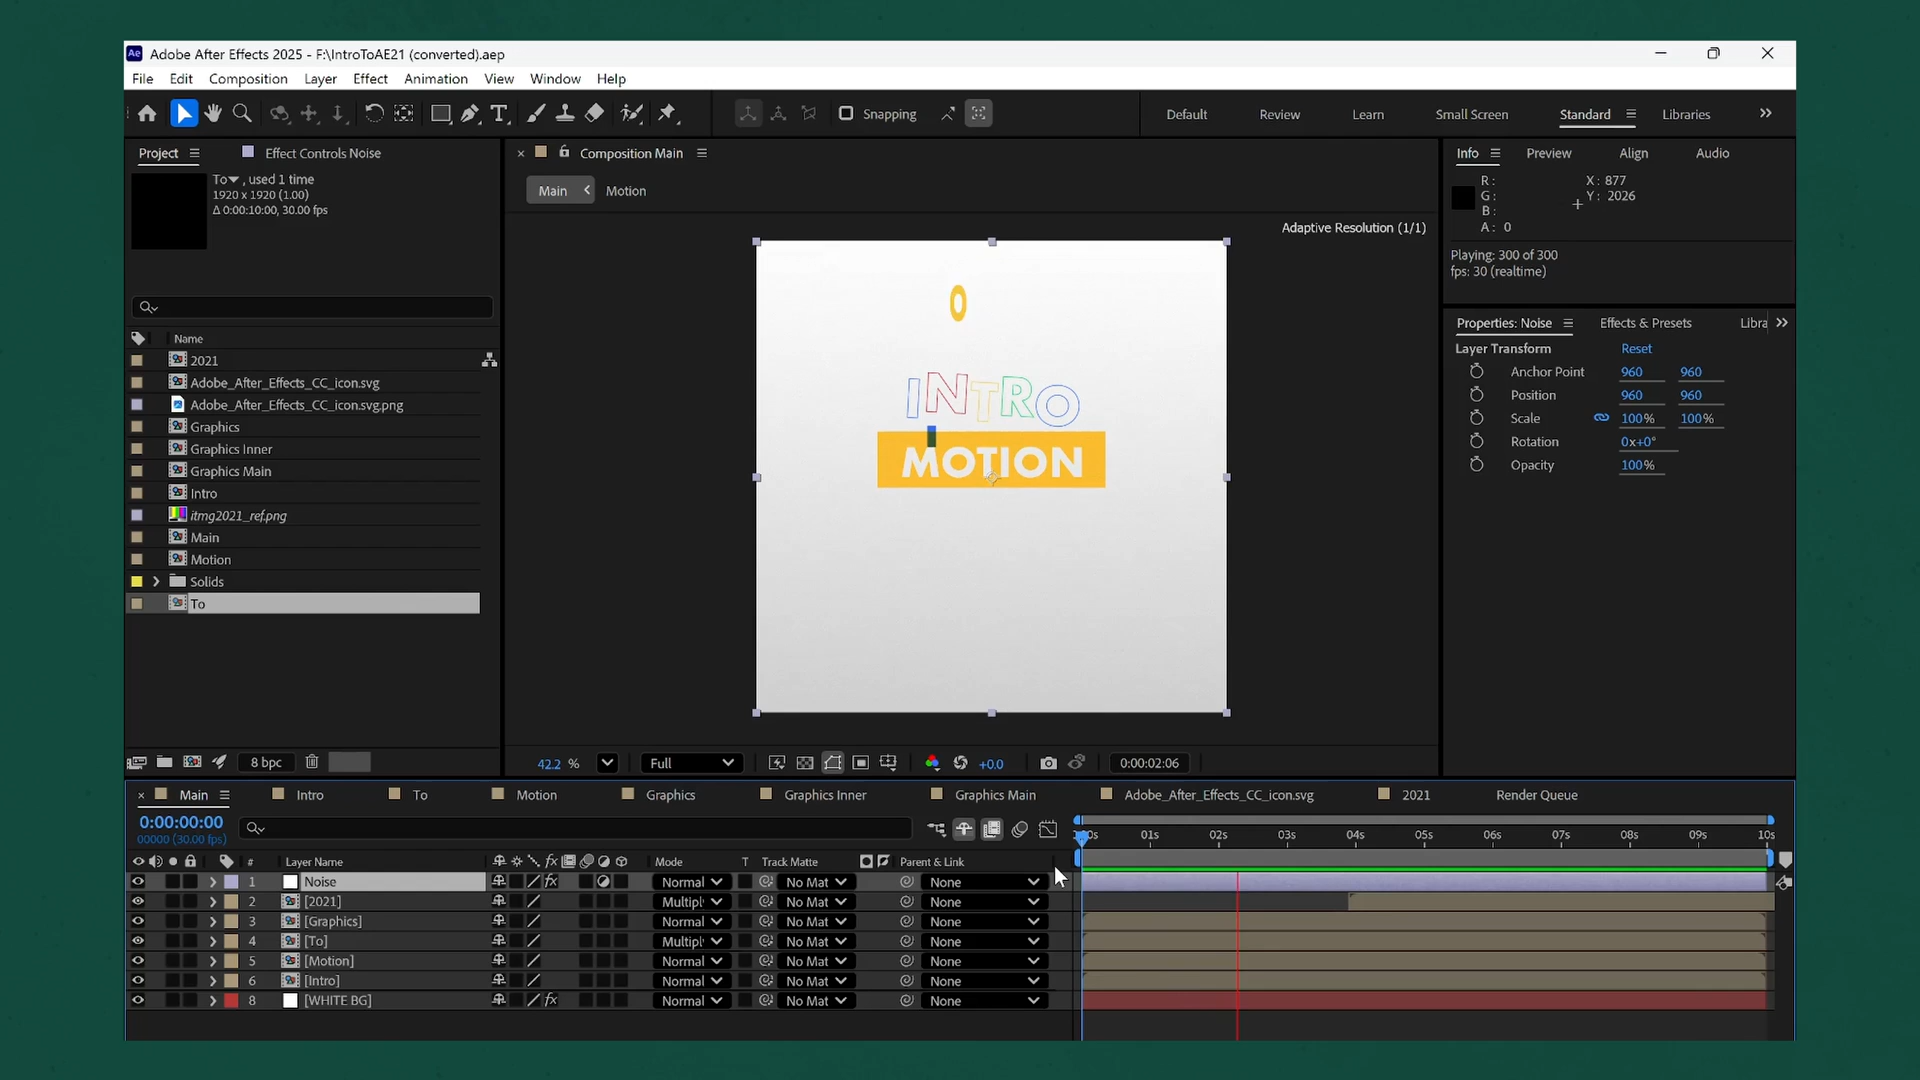 Adobe After Effects 2025 - F:\IntroToAE21 (converted).aep
File Edit Composition Layer Effect Animation View Window Help
Snapping
Default Review Learn Small Screen Standard Libraries
Project Effect Controls Noise
To , used 1 time
1920 x 1920 (1.00)
Δ 0:00:10:00, 30.00 fps
Name
2021
Adobe_After_Effects_CC_icon.svg
Adobe_After_Effects_CC_icon.svg.png
Graphics
Graphics Inner
Graphics Main
Intro
itmg2021_ref.png
Main
Motion
Solids
To
8 bpc
Composition Main
Main Motion
Adaptive Resolution (1/1)
INTRO
MOTION
42.2 % Full +0.0 0:00:02:06
Info Preview Align Audio
R: X: 877
G: Y: 2026
B:
A: 0
Playing: 300 of 300
fps: 30 (realtime)
Properties: Noise Effects & Presets Libra
Layer Transform Reset
Anchor Point 960 960
Position 960 960
Scale 100% 100%
Rotation 0x+0°
Opacity 100%
Main Intro To Motion Graphics Graphics Inner Graphics Main Adobe_After_Effects_CC_icon.svg 2021 Render Queue
0:00:00:00
00000 (30.00 fps)
00s 01s 02s 03s 04s 05s 06s 07s 08s 09s 10s
# Layer Name fx Mode T Track Matte Parent & Link
1 Noise fx Normal No Mat None
2 [2021] Multipl No Mat None
3 [Graphics] Normal No Mat None
4 [To] Multipl No Mat None
5 [Motion] Normal No Mat None
6 [Intro] Normal No Mat None
8 [WHITE BG] fx Normal No Mat None